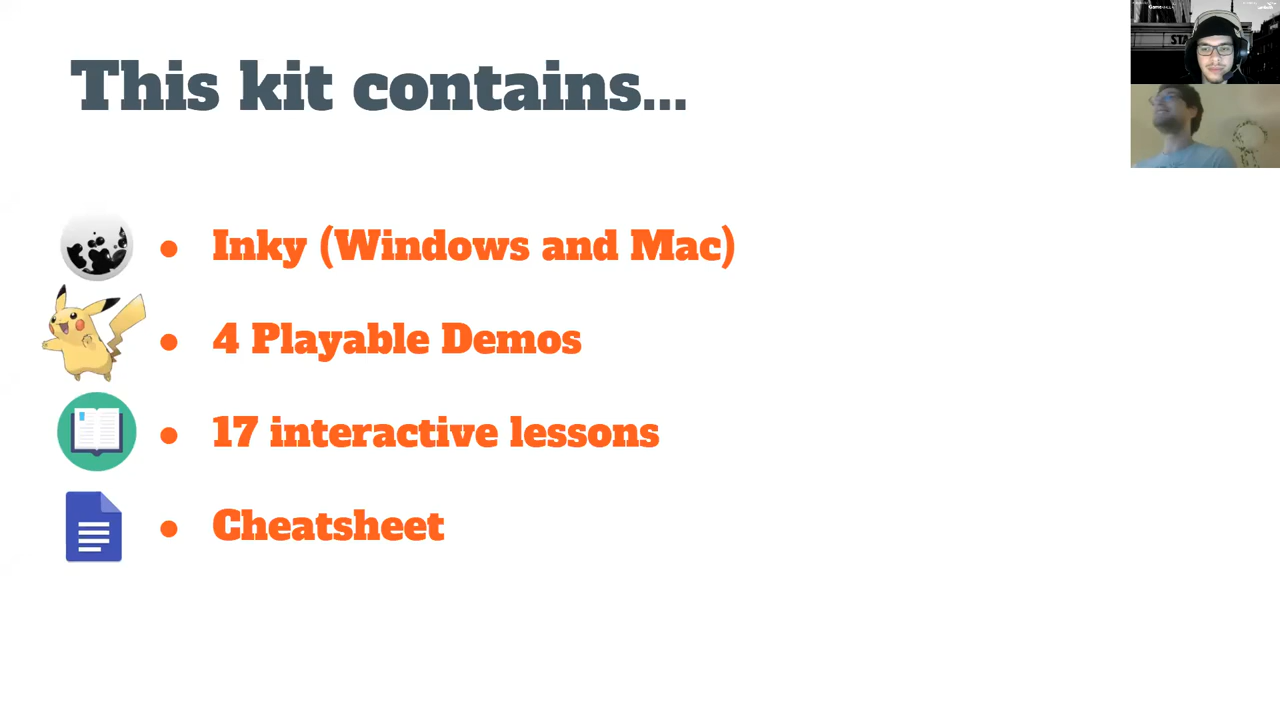 This kit contains...
● Inky (Windows and Mac)
● 4 Playable Demos
● 17 interactive lessons
● Cheatsheet